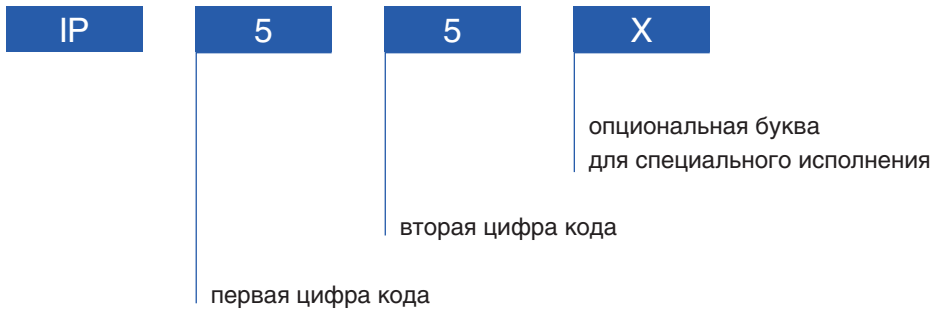 IP 5 5 X
опциональная буква
для специального исполнения
вторая цифра кода
первая цифра кода